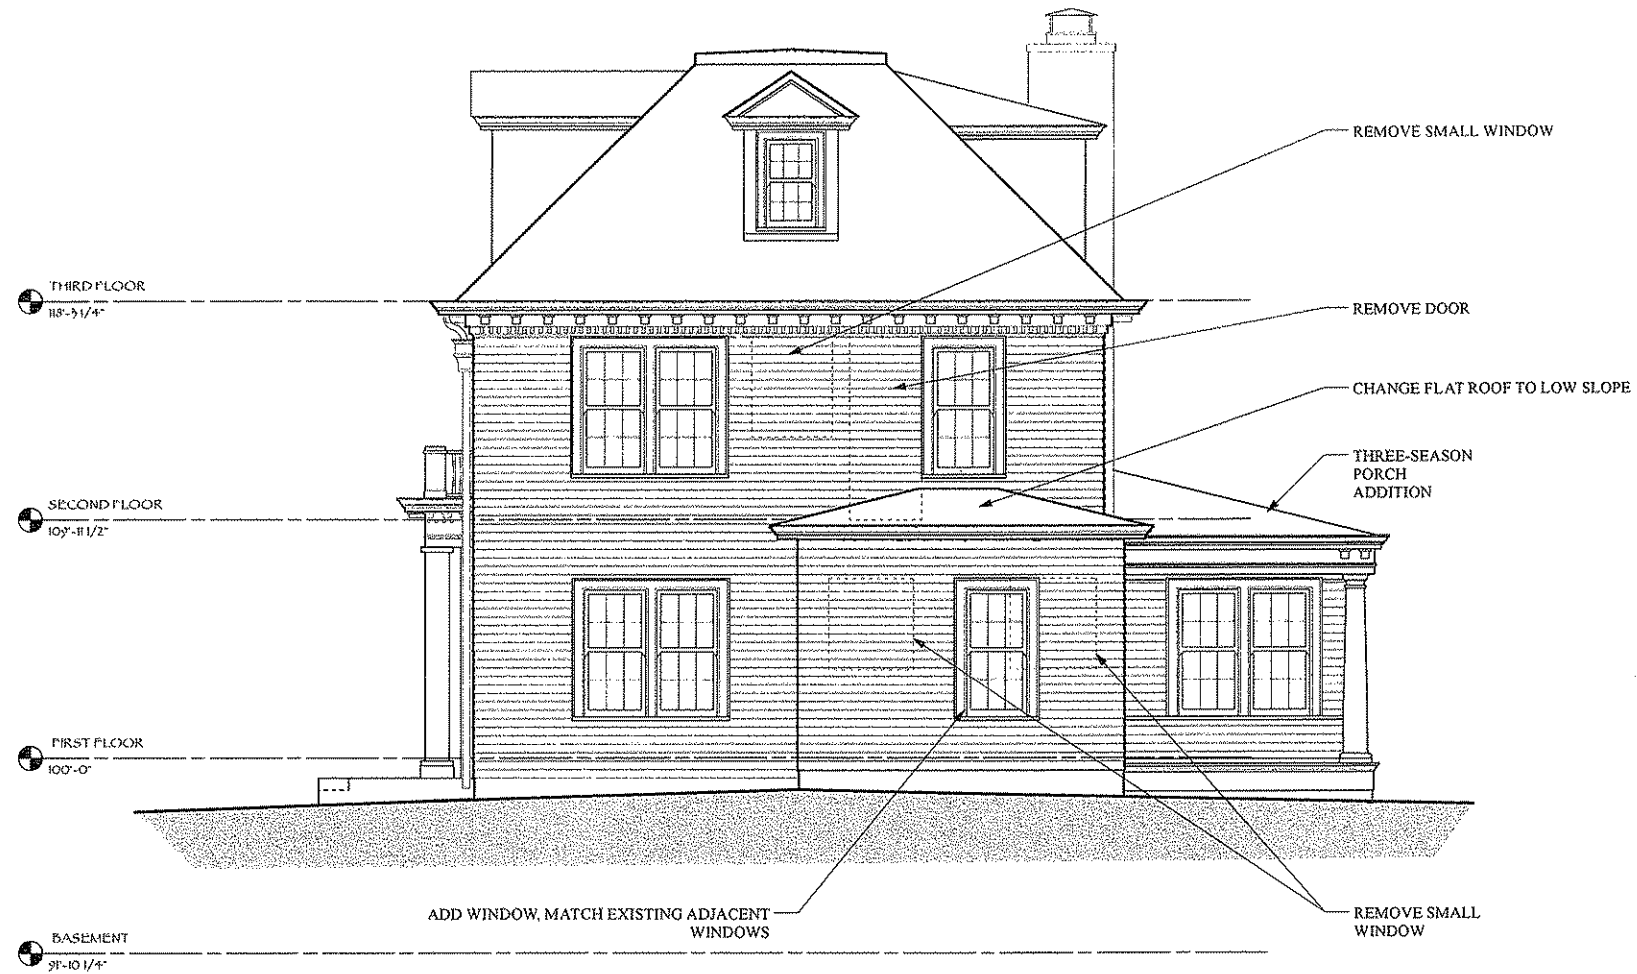 REMOVE SMALL WINDOW
THIRD FLOOR
118'-3 1/4"
REMOVE DOOR
CHANGE FLAT ROOF TO LOW SLOPE
THREE-SEASON
PORCH
ADDITION
SECOND FLOOR
109'-11 1/2"
FIRST FLOOR
100'-0"
ADD WINDOW, MATCH EXISTING ADJACENT
WINDOWS
REMOVE SMALL
WINDOW
BASEMENT
91'-10 1/4"